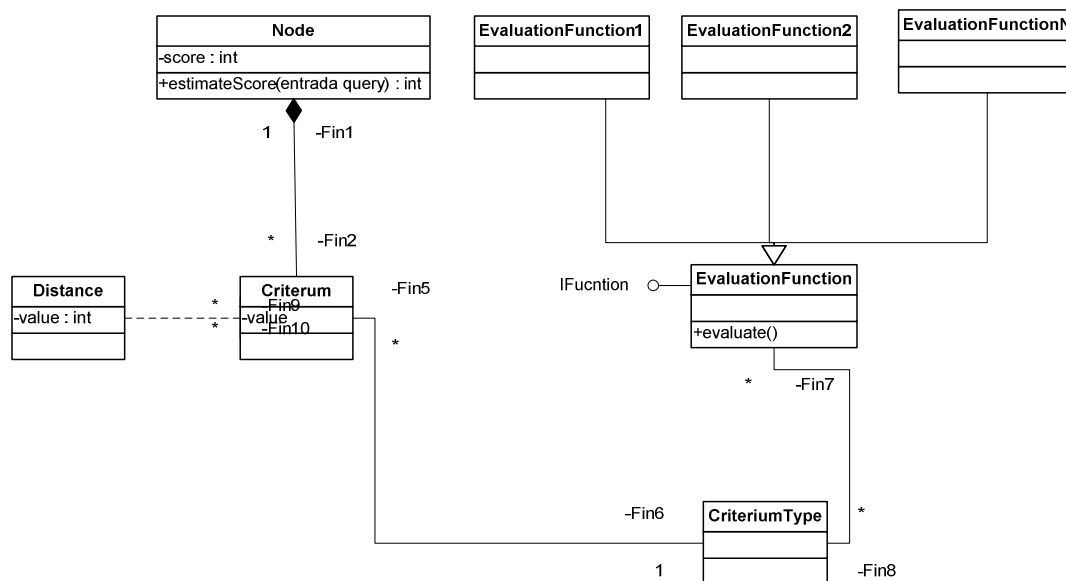 Node
-score : int
+estimateScore(entrada query) : int
EvaluationFunction1
EvaluationFunction2
EvaluationFunctionN
1
-Fin1
*
-Fin2
Distance
-value : int
*
*
Criterum
-Fin9
-value
-Fin10
-Fin5
*
IFucntion
EvaluationFunction
+evaluate()
*
-Fin7
-Fin6
1
CriteriumType
*
-Fin8